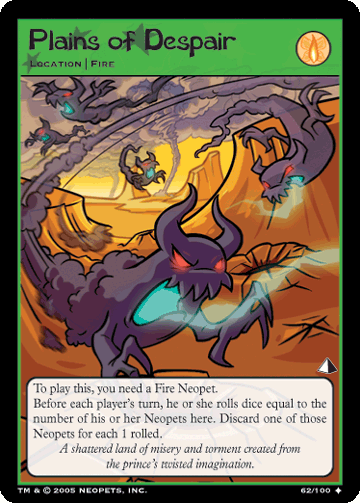 Plains of Despair
Location | Fire
To play this, you need a Fire Neopet.
Before each player's turn, he or she rolls dice equal to the
number of his or her Neopets here. Discard one of those
Neopets for each 1 rolled.
A shattered land of misery and torment created from
the prince's twisted imagination.
TM & © 2005 NEOPETS, INC.
62/100 ♦